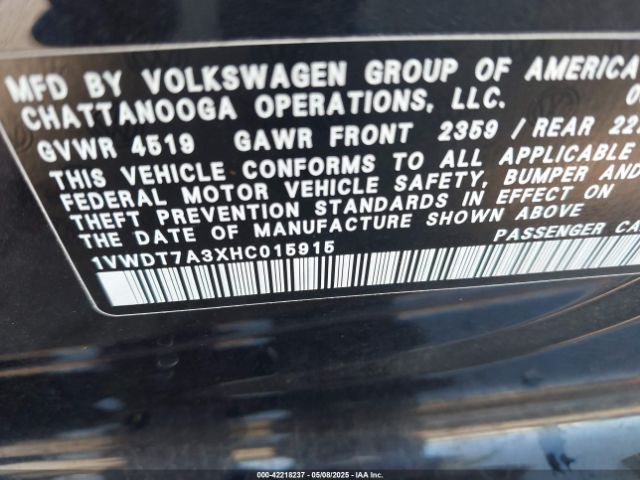 MFD BY VOLKSWAGEN GROUP OF AMERICA
CHATTANOOGA OPERATIONS, LLC.
GVWR 4519 GAWR FRONT 2359 / REAR 22
THIS VEHICLE CONFORMS TO ALL APPLICABLE
FEDERAL MOTOR VEHICLE SAFETY, BUMPER AND
THEFT PREVENTION STANDARDS IN EFFECT ON
THE DATE OF MANUFACTURE SHOWN ABOVE
1VWDT7A3XHC015915 PASSENGER CA
000-42218237 - 05/08/2025 - IAA Inc.